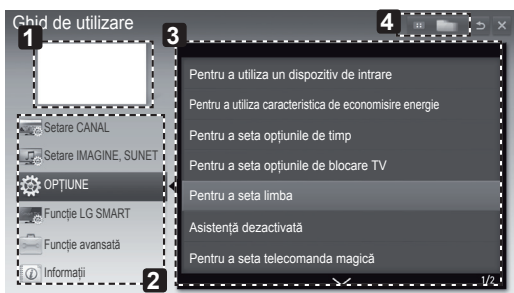 Ghid de utilizare
1
3
4
Setare CANAL
Setare IMAGINE, SUNET
OPȚIUNE
Funcție LG SMART
Funcție avansată
Informații
2
Pentru a utiliza un dispozitiv de intrare
Pentru a utiliza caracteristica de economisire energie
Pentru a seta opțiunile de timp
Pentru a seta opțiunile de blocare TV
Pentru a seta limba
Asistență dezactivată
Pentru a seta telecomanda magică
1/2